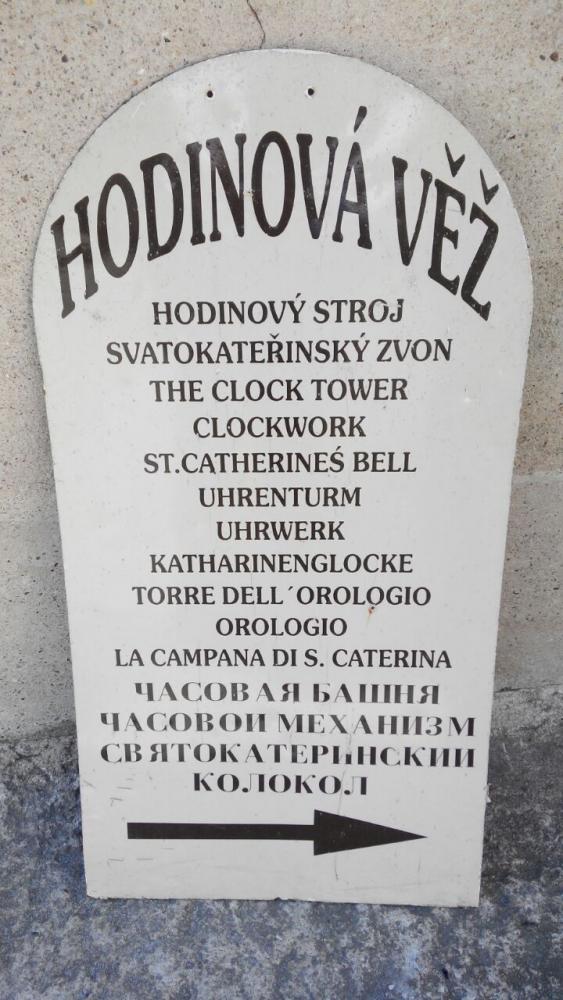 HODINOVÁ VĚŽ
HODINOVÝ STROJ
SVATOKATEŘINSKÝ ZVON
THE CLOCK TOWER
CLOCKWORK
ST.CATHERINEŚ BELL
UHRENTURM
UHRWERK
KATHARINENGLOCKE
TORRE DELL´OROLOGIO
OROLOGIO
LA CAMPANA DI S. CATERINA
ЧАСОВАЯ БАШНЯ
ЧАСОВОИ МЕХАНИЗМ
СВЯТОКАТЕРИНСКИИ
КОЛОКОЛ